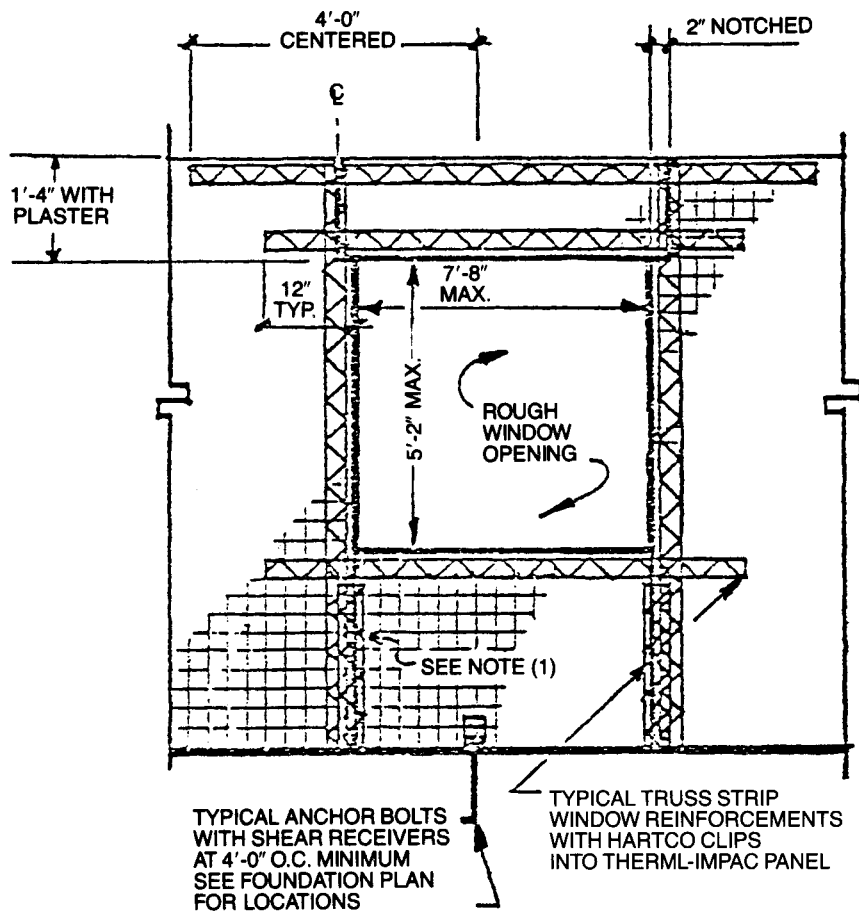 4'-0"
CENTERED
2" NOTCHED
℄
1'-4" WITH
PLASTER
7'-8"
MAX.
12"
TYP.
5'-2" MAX.
ROUGH
WINDOW
OPENING
SEE NOTE (1)
TYPICAL ANCHOR BOLTS
WITH SHEAR RECEIVERS
AT 4'-0" O.C. MINIMUM
SEE FOUNDATION PLAN
FOR LOCATIONS
TYPICAL TRUSS STRIP
WINDOW REINFORCEMENTS
WITH HARTCO CLIPS
INTO THERML-IMPAC PANEL